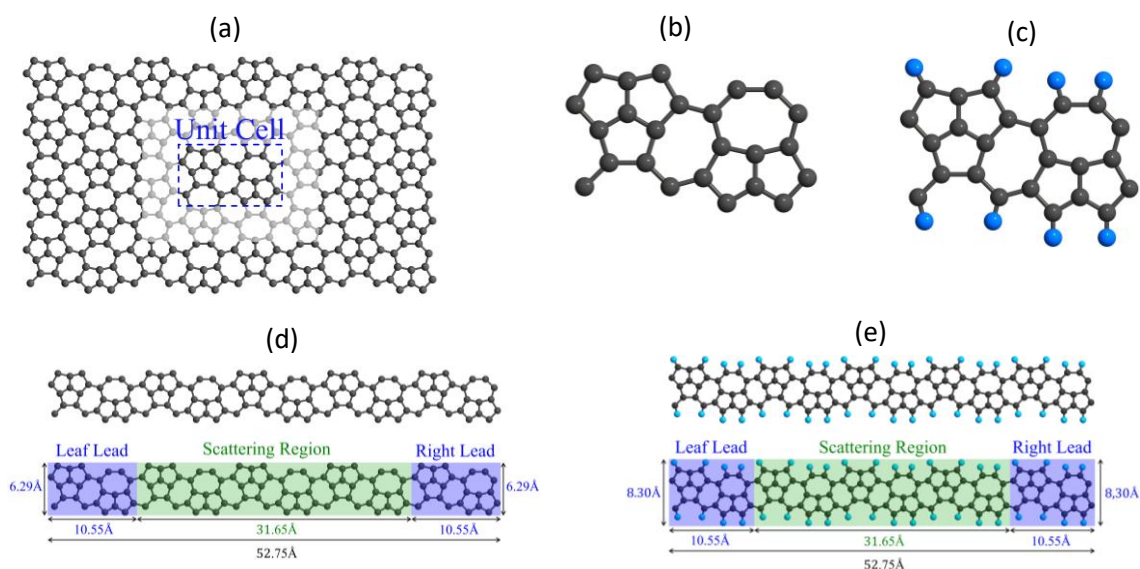 (a)
(b)
(c)
Unit Cell
(d)
(e)
Leaf Lead
Scattering Region
Right Lead
6.29Å
6.29Å
10.55Å
31.65Å
10.55Å
52.75Å
Leaf Lead
Scattering Region
Right Lead
8.30Å
8,30Å
10.55Å
31.65Å
10.55Å
52.75Å